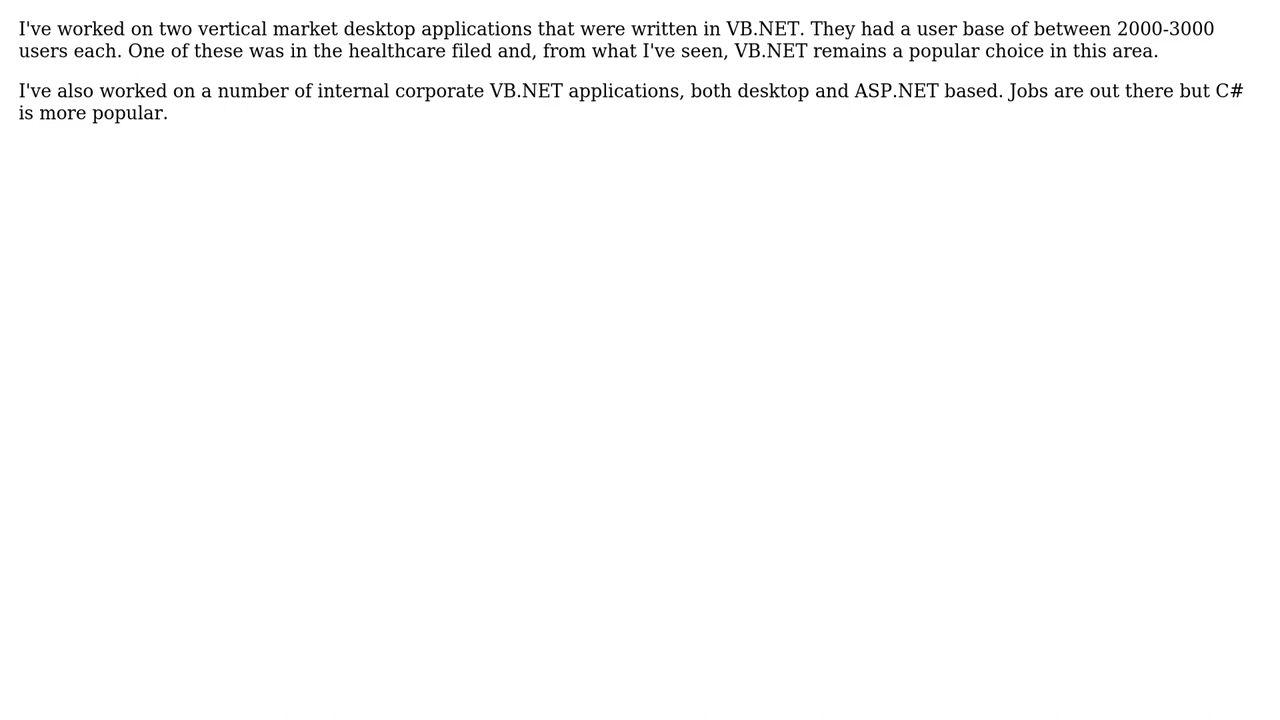 I've worked on two vertical market desktop applications that were written in VB.NET. They had a user base of between 2000-3000
users each. One of these was in the healthcare filed and, from what I've seen, VB.NET remains a popular choice in this area.
I've also worked on a number of internal corporate VB.NET applications, both desktop and ASP.NET based. Jobs are out there but C#
is more popular.